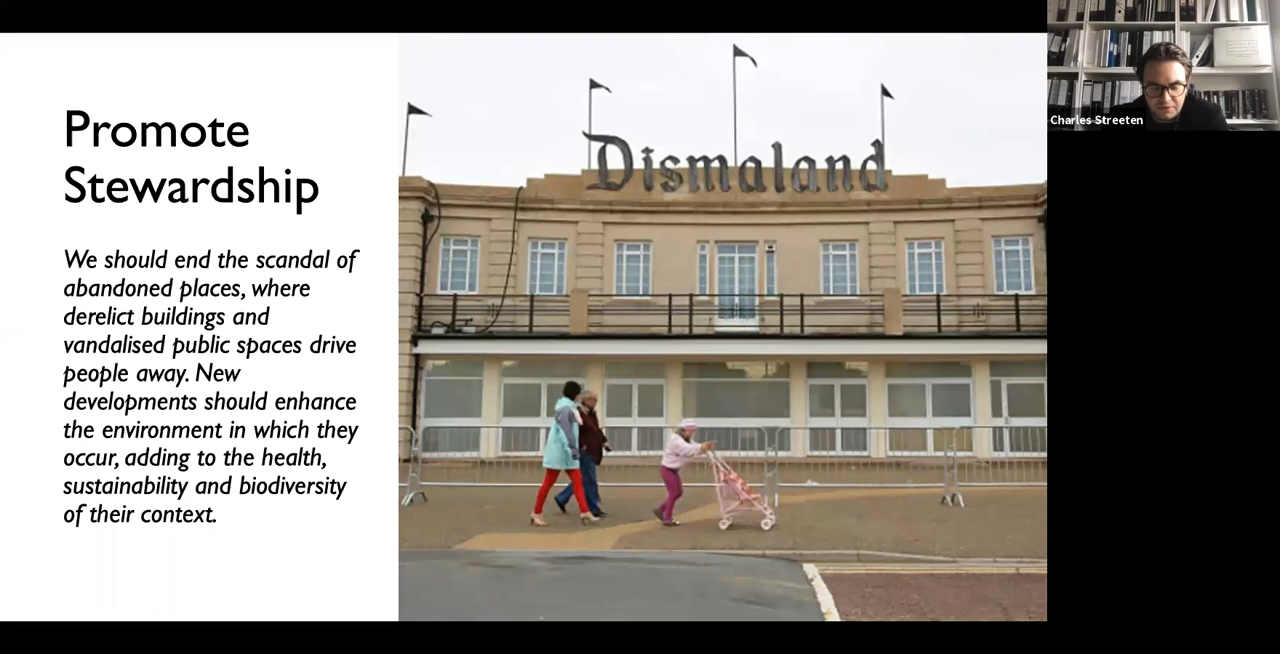 Promote
Stewardship
We should end the scandal of
abandoned places, where
derelict buildings and
vandalised public spaces drive
people away. New
developments should enhance
the environment in which they
occur, adding to the health,
sustainability and biodiversity
of their context.
Dismaland
Charles Streeten